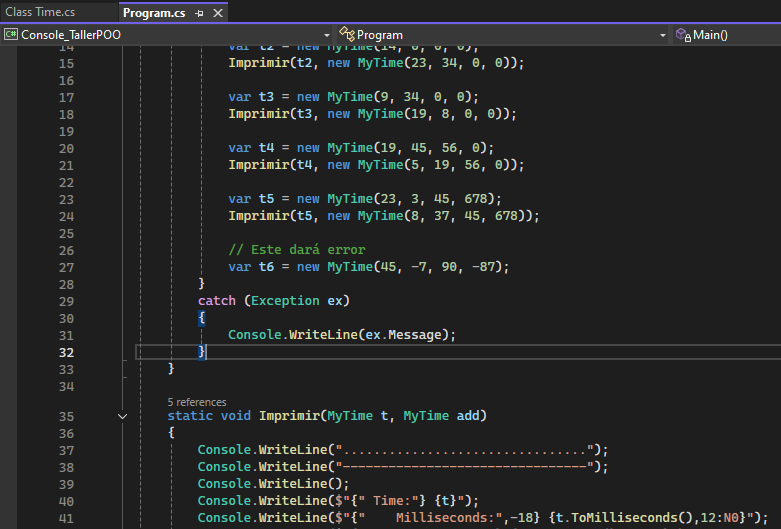 Class Time.cs Program.cs
Console_TallerPOO Program Main()
14 var t2 = new MyTime(14, 0, 0, 0);
15 Imprimir(t2, new MyTime(23, 34, 0, 0));
16
17 var t3 = new MyTime(9, 34, 0, 0);
18 Imprimir(t3, new MyTime(19, 8, 0, 0));
19
20 var t4 = new MyTime(19, 45, 56, 0);
21 Imprimir(t4, new MyTime(5, 19, 56, 0));
22
23 var t5 = new MyTime(23, 3, 45, 678);
24 Imprimir(t5, new MyTime(8, 37, 45, 678));
25
26 // Este dará error
27 var t6 = new MyTime(45, -7, 90, -87);
28 }
29 catch (Exception ex)
30 {
31 Console.WriteLine(ex.Message);
32 }
33 }
34
5 references
35 static void Imprimir(MyTime t, MyTime add)
36 {
37 Console.WriteLine("................................");
38 Console.WriteLine("--------------------------------");
39 Console.WriteLine();
40 Console.WriteLine($"{" Time:"} {t}");
41 Console.WriteLine($"{"    Milliseconds:",-18} {t.ToMilliseconds(),12:N0}");